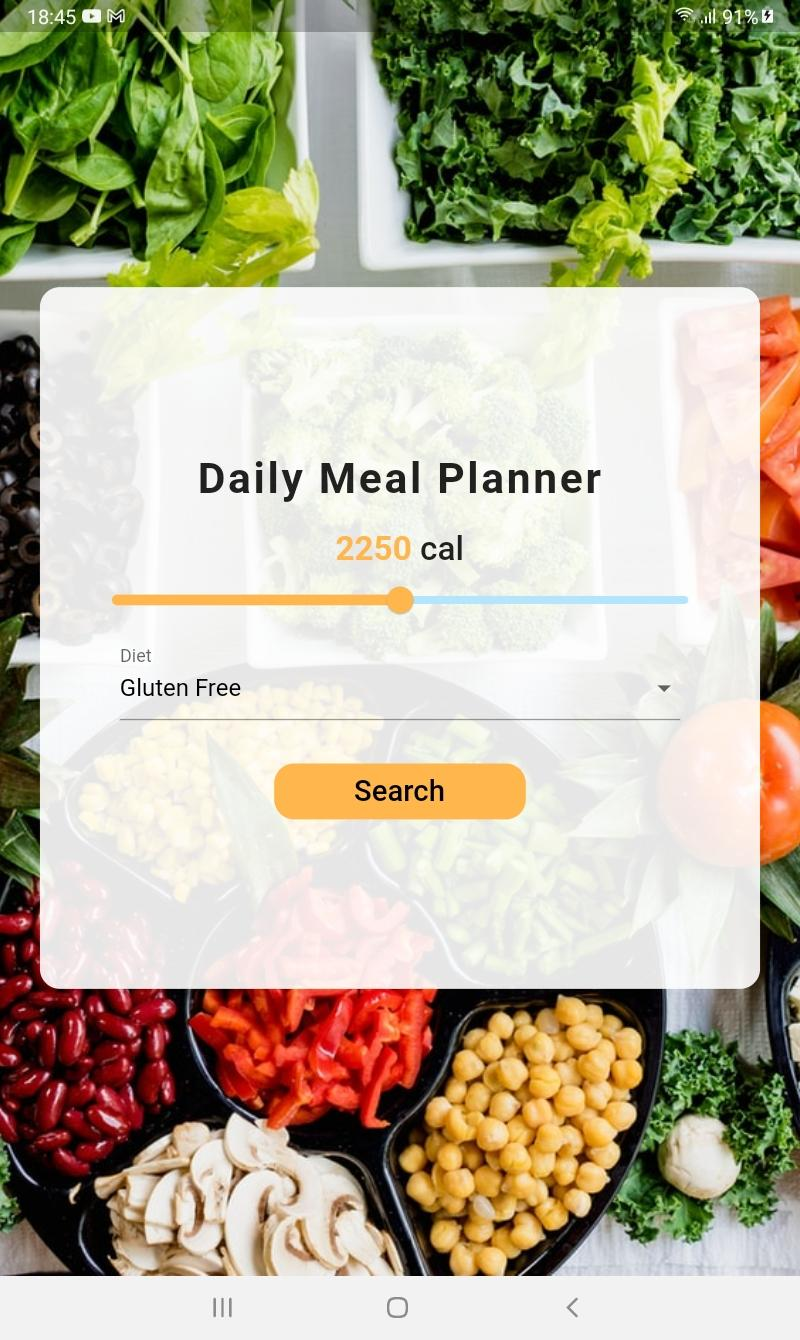 18:45 91%
Daily Meal Planner
2250 cal
Diet
Gluten Free
Search